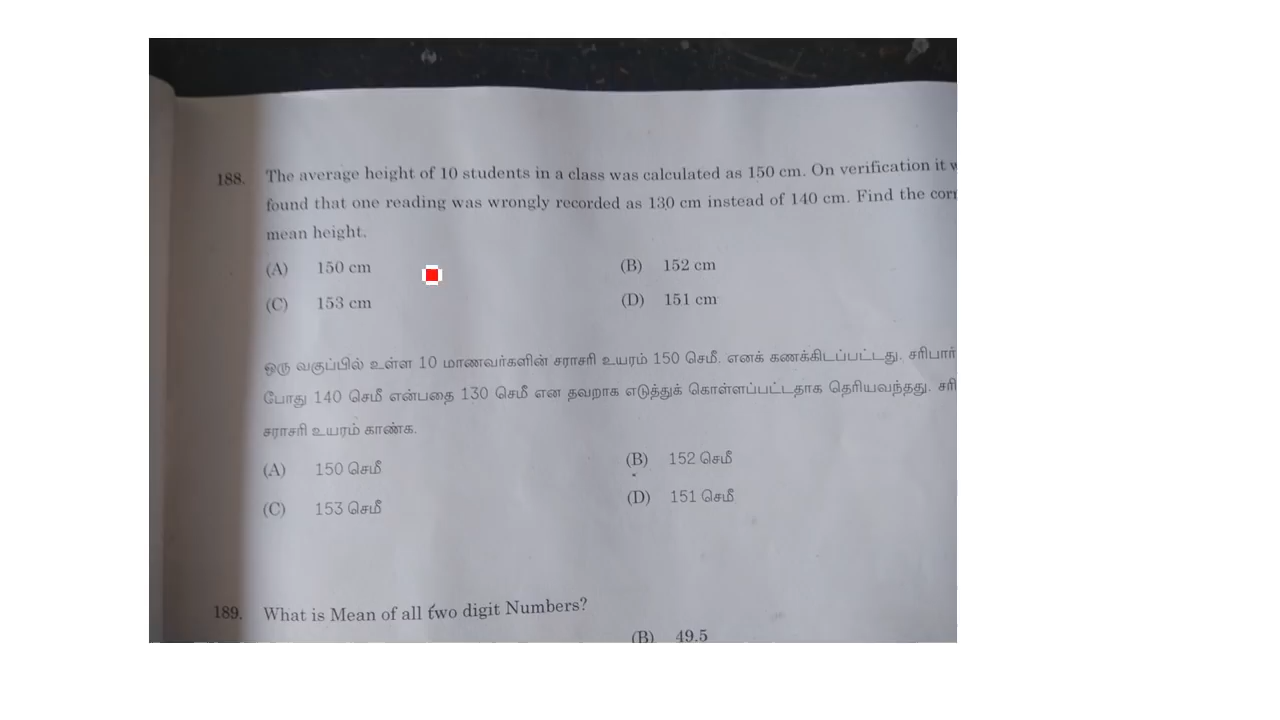 188. The average height of 10 students in a class was calculated as 150 cm. On verification it
found that one reading was wrongly recorded as 130 cm instead of 140 cm. Find the
mean height.
(A) 150 cm (B) 152 cm
(C) 153 cm (D) 151 cm
ஒரு வகுப்பில் உள்ள 10 மாணவர்களின் சராசரி உயரம் 150 செமீ. எனக் கணக்கிடப்பட்டது.
போது 140 செமீ என்பதை 130 செமீ என தவறாக எடுத்துக் கொள்ளப்பட்டதாக தெரியவந்தது.
சராசரி உயரம் காண்க.
(A) 150 செமீ (B) 152 செமீ
(C) 153 செமீ (D) 151 செமீ
189. What is Mean of all two digit Numbers?
(B) 49.5